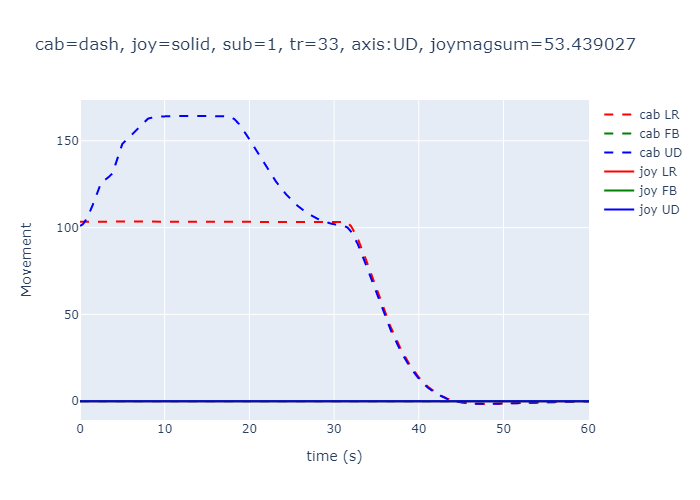 cab=dash, joy=solid, sub=1, tr=33, axis:UD, joymagsum=53.439027
cab LR
cab FB
cab UD
joy LR
joy FB
joy UD
Movement
150
100
50
0
0 10 20 30 40 50 60
time (s)